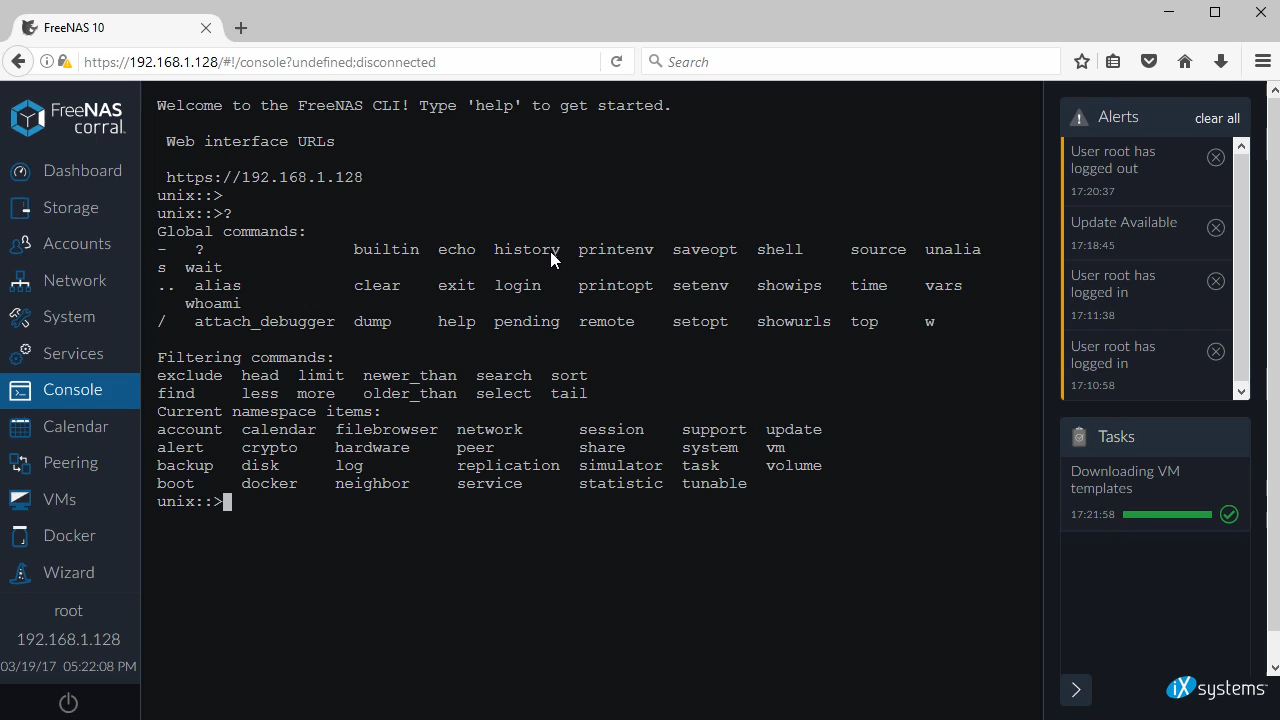 FreeNAS 10
https://192.168.1.128/#!/console?undefined:disconnected
Search
FreeNAS
corral
Dashboard
Storage
Accounts
Network
System
Services
Console
Calendar
Peering
VMs
Docker
Wizard
root
192.168.1.128
03/19/17 05:22:08 PM
Welcome to the FreeNAS CLI! Type 'help' to get started.
Web interface URLs
https://192.168.1.128
unix::>
unix::>?
Global commands:
- ? builtin echo history printenv saveopt shell source unalia
s wait
.. alias clear exit login printopt setenv showips time vars
whoami
/ attach_debugger dump help pending remote setopt showurls top w
Filtering commands:
exclude head limit newer_than search sort
find less more older_than select tail
Current namespace items:
account calendar filebrowser network session support update
alert crypto hardware peer share system vm
backup disk log replication simulator task volume
boot docker neighbor service statistic tunable
unix::>
Alerts clear all
User root has
logged out
17:20:37
Update Available
17:18:45
User root has
logged in
17:11:38
User root has
logged in
17:10:58
Tasks
Downloading VM
templates
17:21:58
iXsystems